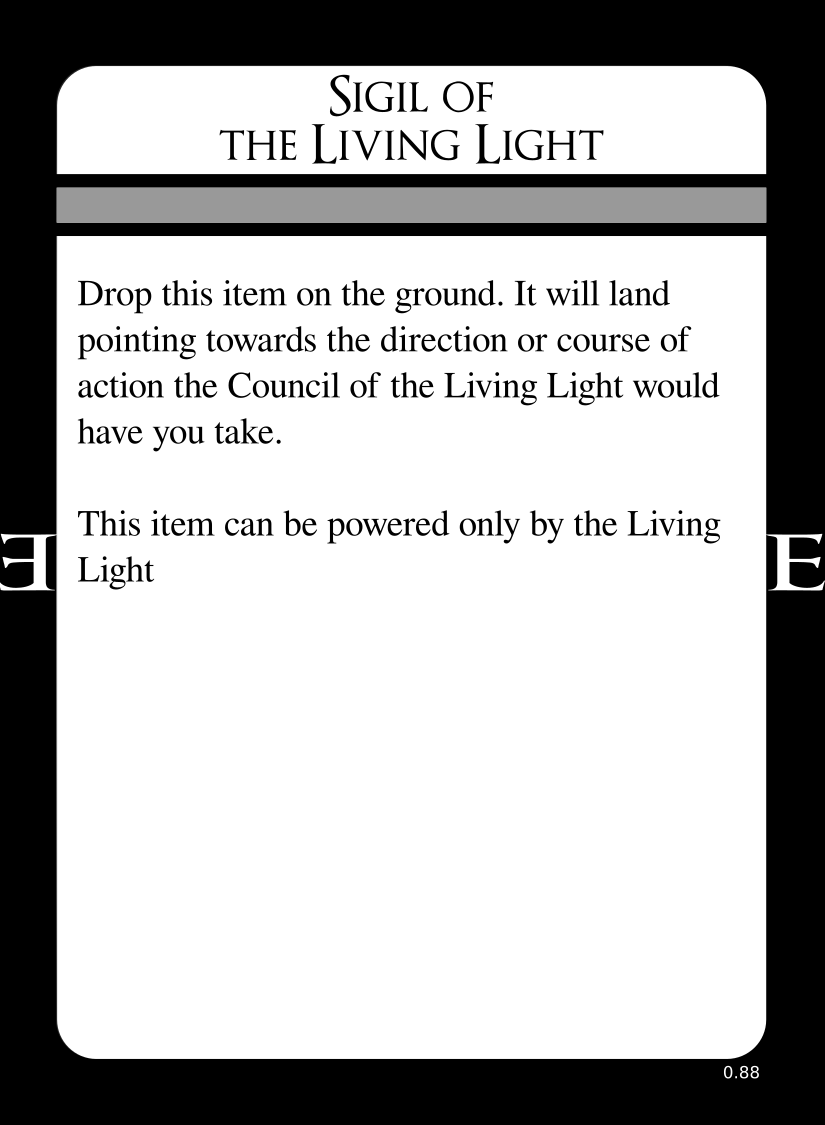 Sigil of
the Living Light
Drop this item on the ground. It will land
pointing towards the direction or course of
action the Council of the Living Light would
have you take.
This item can be powered only by the Living
Light
E
E
0.88